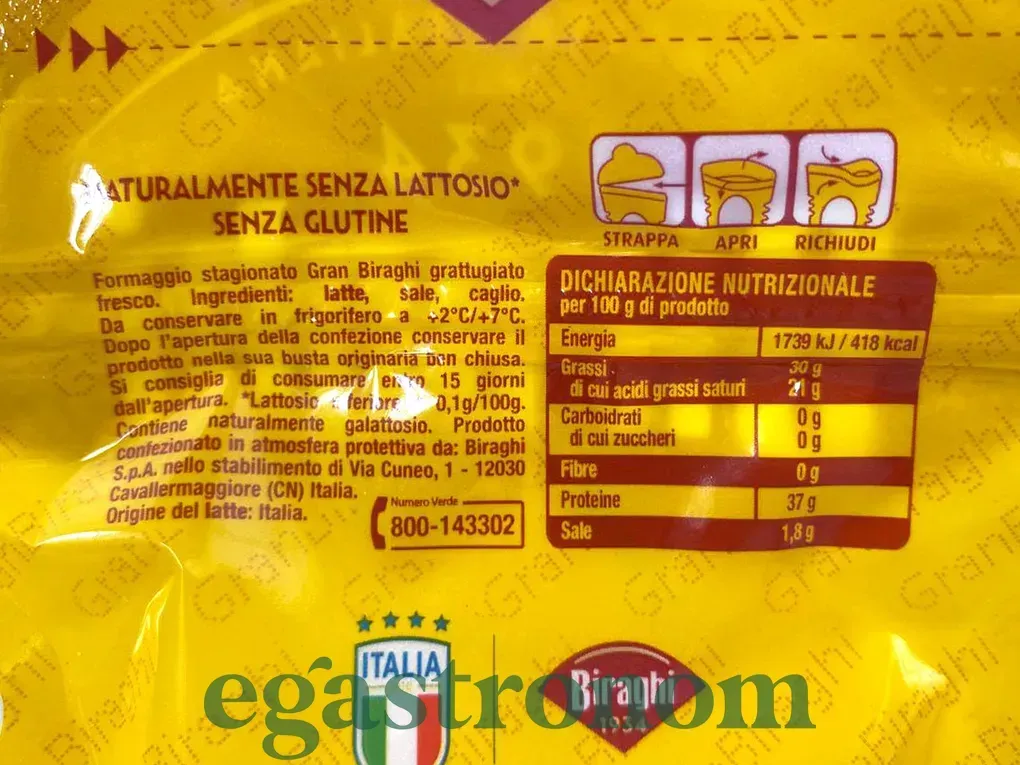 NATURALMENTE SENZA LATTOSIO*
SENZA GLUTINE
Formaggio stagionato Gran Biraghi grattugiato
fresco. Ingredienti: latte, sale, caglio.
Da conservare in frigorifero a +2°C/+7°C.
Dopo l'apertura della confezione conservare il
prodotto nella sua busta originaria ben chiusa.
Si consiglia di consumare entro 15 giorni
dall'apertura. *Lattosio inferiore 0,1g/100g.
Contiene naturalmente galattosio. Prodotto
confezionato in atmosfera protettiva da: Biraghi
S.p.A. nello stabilimento di Via Cuneo, 1 - 12030
Cavallermaggiore (CN) Italia.
Origine del latte: Italia.
Numero Verde
800-143302
STRAPPA APRI RICHIUDI
DICHIARAZIONE NUTRIZIONALE
per 100 g di prodotto
Energia 1739 kJ / 418 kcal
Grassi 30 g
di cui acidi grassi saturi 21 g
Carboidrati 0 g
di cui zuccheri 0 g
Fibre 0 g
Proteine 37 g
Sale 1,8 g
ITALIA
Biraghi
1934
egastro.com